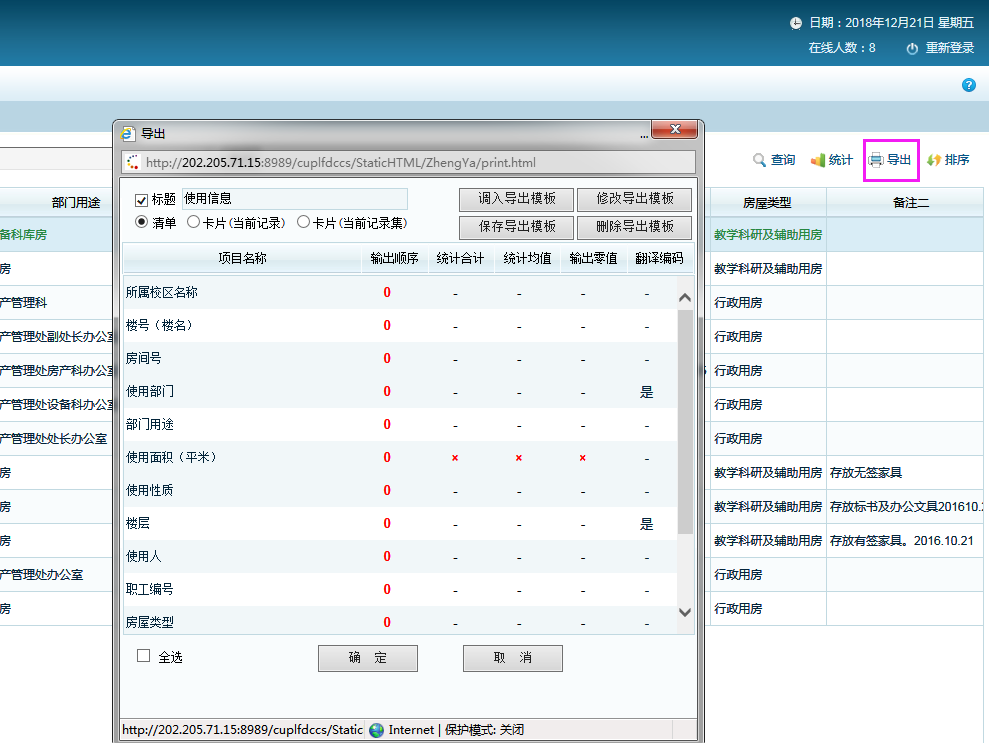 日期：2018年12月21日 星期五
在线人数：8 重新登录
?
查询 统计 导出 排序
部门用途 房屋类型 备注二
备科库房 教学科研及辅助用房
房 教学科研及辅助用房
产管理科 行政用房
产管理处副处长办公室 行政用房
产管理处房产科办公室 行政用房
产管理处设备科办公室 行政用房
产管理处处长办公室 行政用房
房 教学科研及辅助用房 存放无签家具
房 教学科研及辅助用房 存放标书及办公文具201610.
房 教学科研及辅助用房 存放有签家具。2016.10.21
产管理处办公室 行政用房
房 行政用房
导出 ... x
http://202.205.71.15:8989/cuplfdccs/StaticHTML/ZhengYa/print.html
标题 使用信息 调入导出模板 修改导出模板
清单 卡片(当前记录) 卡片(当前记录集) 保存导出模板 删除导出模板
项目名称 输出顺序 统计合计 统计均值 输出零值 翻译编码
所属校区名称 0 - - - -
楼号（楼名） 0 - - - -
房间号 0 - - - -
使用部门 0 - - - 是
部门用途 0 - - - -
使用面积（平米） 0 × × × -
使用性质 0 - - - -
楼层 0 - - - 是
使用人 0 - - - -
职工编号 0 - - - -
房屋类型 0 - - - -
全选 确 定 取 消
http://202.205.71.15:8989/cuplfdccs/Static Internet | 保护模式: 关闭